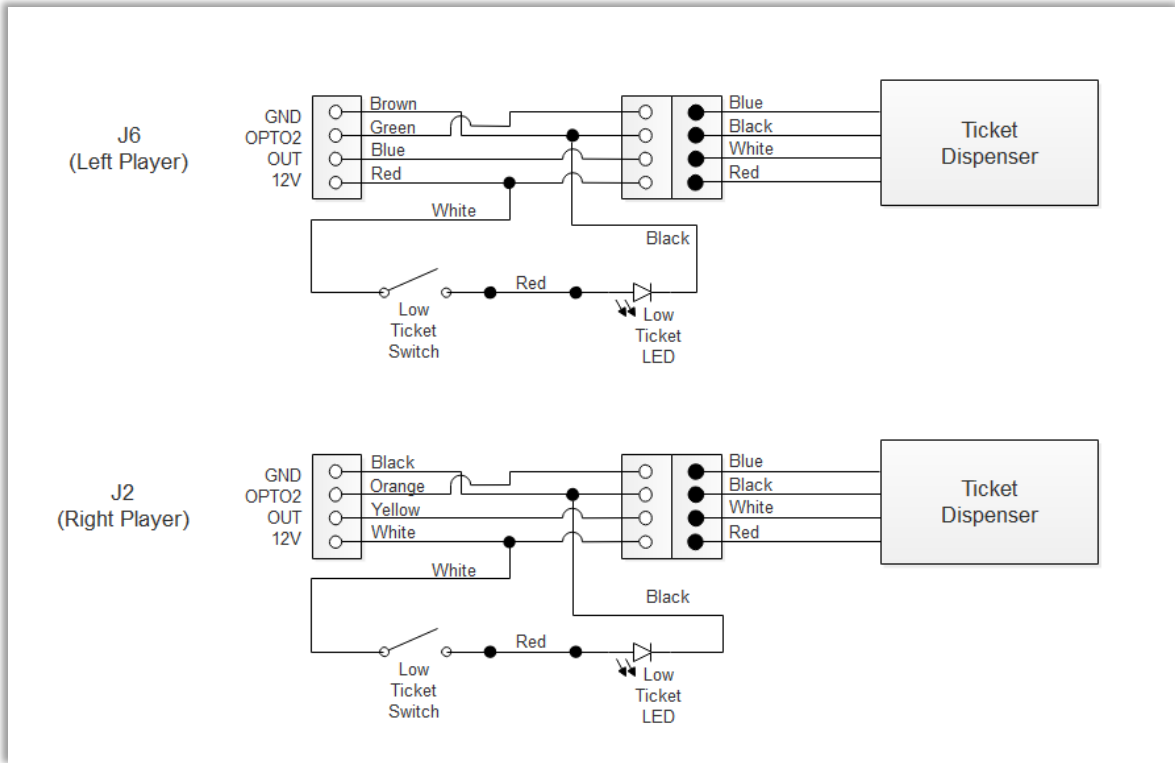 J6
(Left Player)
GND
OPTO2
OUT
12V
Brown
Green
Blue
Red
White
Blue
Black
White
Red
Ticket
Dispenser
Black
Red
Low
Ticket
Switch
Low
Ticket
LED
J2
(Right Player)
GND
OPTO2
OUT
12V
Black
Orange
Yellow
White
White
Blue
Black
White
Red
Ticket
Dispenser
Black
Red
Low
Ticket
Switch
Low
Ticket
LED